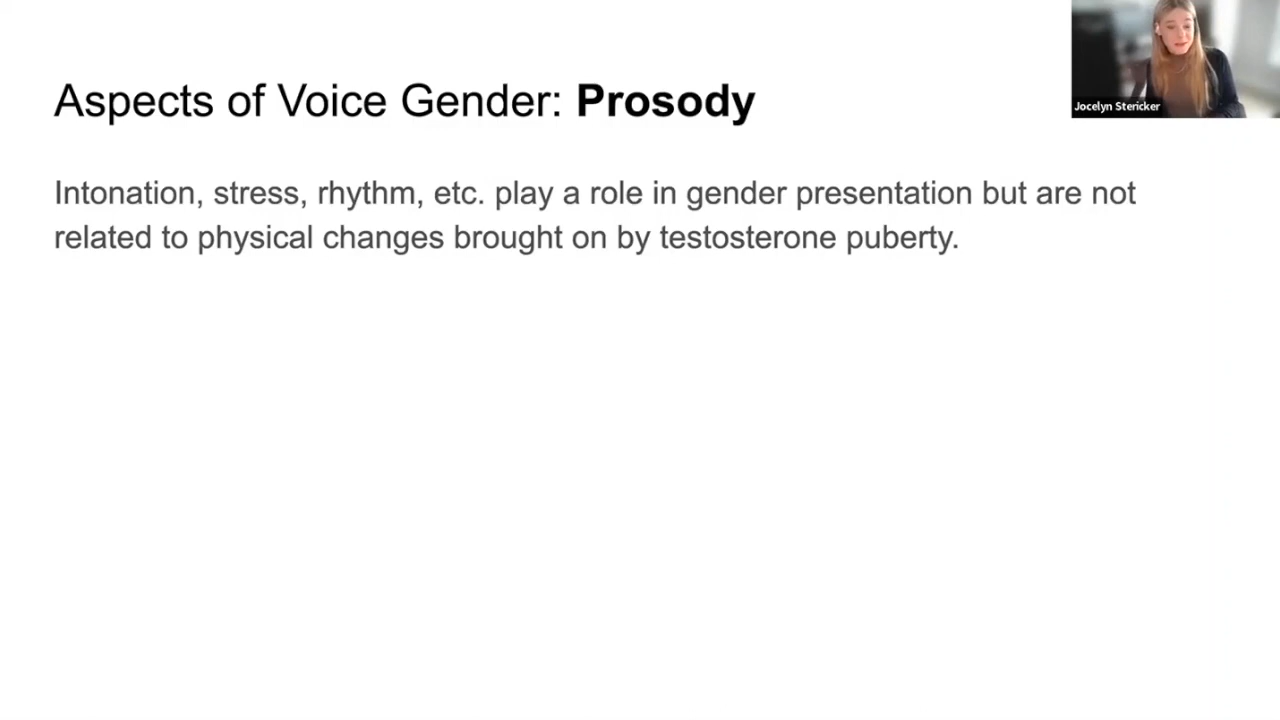 Aspects of Voice Gender: Prosody
Jocelyn Stericker
Intonation, stress, rhythm, etc. play a role in gender presentation but are not
related to physical changes brought on by testosterone puberty.